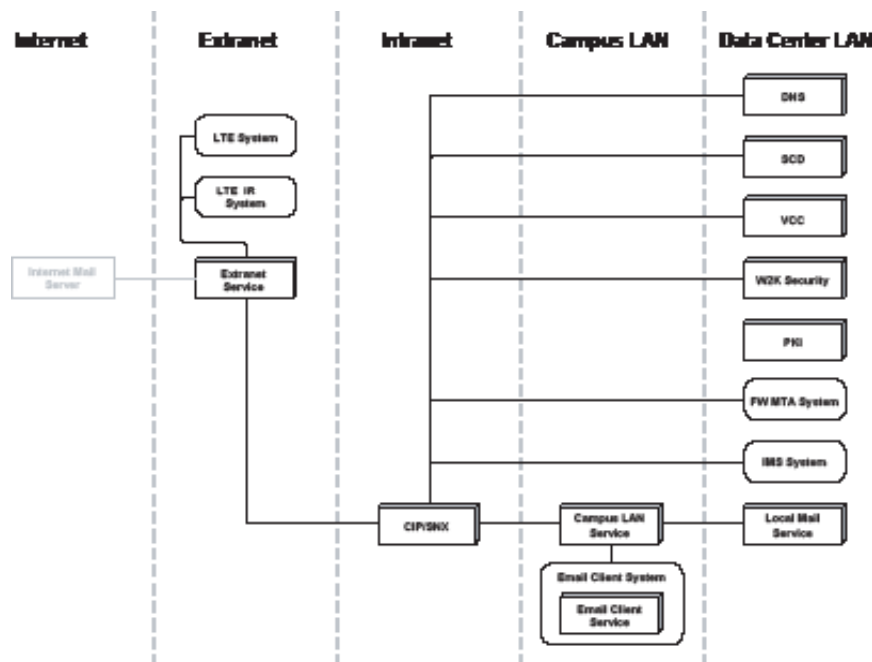 Internet
Extranet
Intranet
Campus LAN
Data Center LAN
DNS
LTE System
SCD
LTE IR
System
VCC
Internet Mail
Server
Extranet
Service
W2K Security
PKI
FW MTA System
IMS System
CIP/SNX
Campus LAN
Service
Local Mail
Service
Email Client System
Email Client
Service